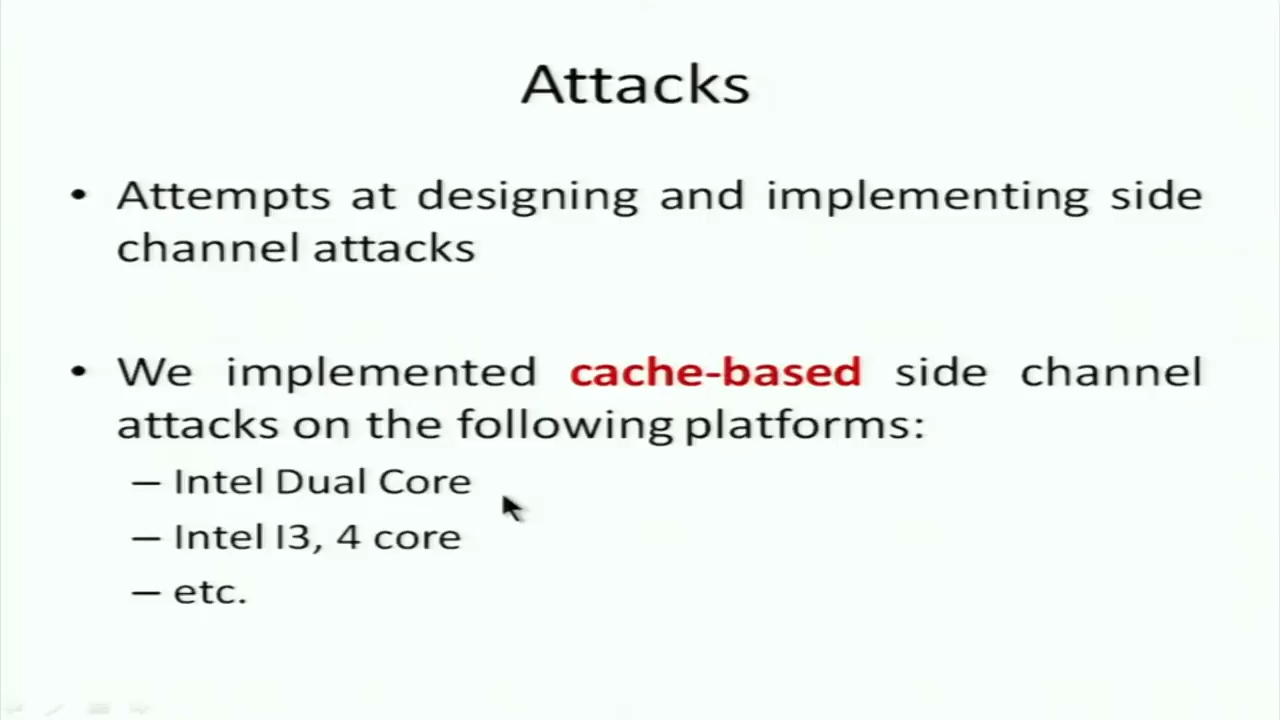 Attacks
• Attempts at designing and implementing side
channel attacks
• We implemented cache-based side channel
attacks on the following platforms:
– Intel Dual Core
– Intel I3, 4 core
– etc.